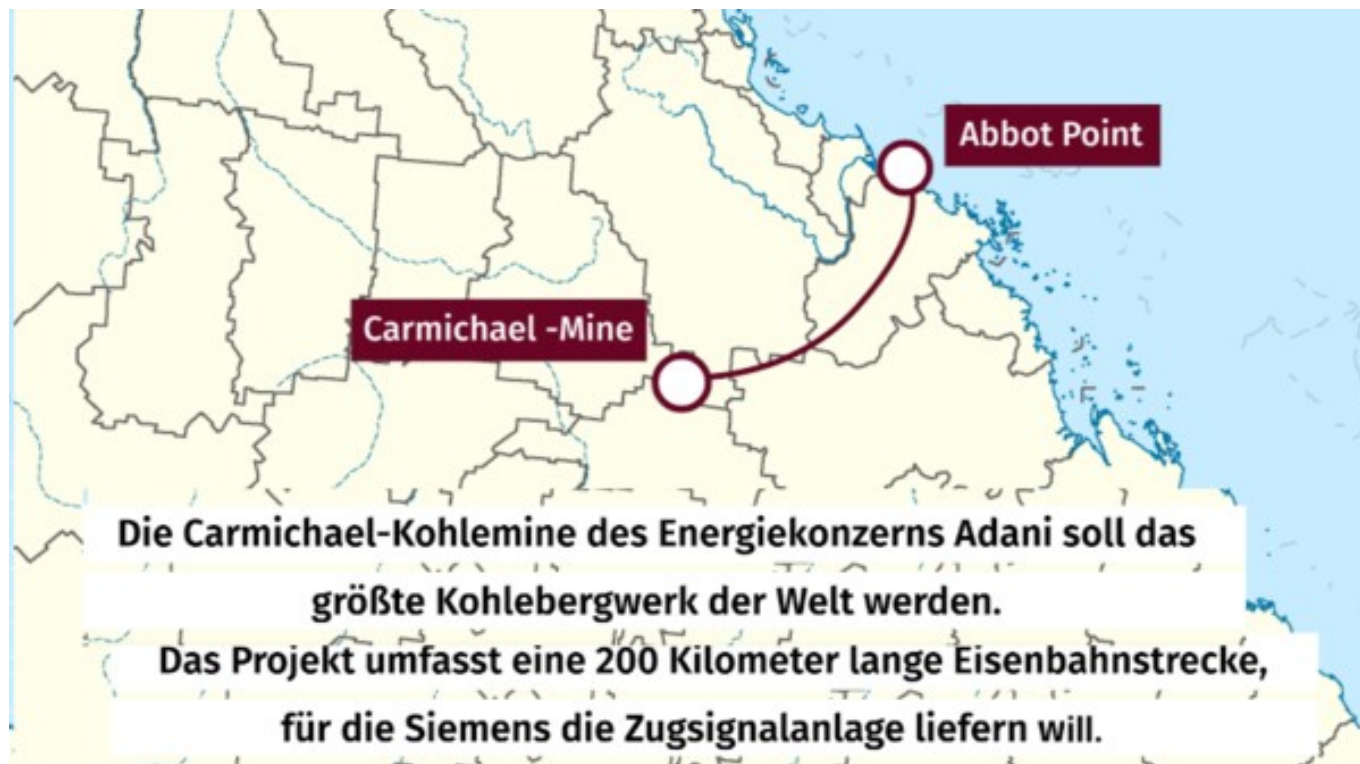 Abbot Point
Carmichael -Mine
Die Carmichael-Kohlemine des Energiekonzerns Adani soll das
größte Kohlebergwerk der Welt werden.
Das Projekt umfasst eine 200 Kilometer lange Eisenbahnstrecke,
für die Siemens die Zugsignalanlage liefern will.